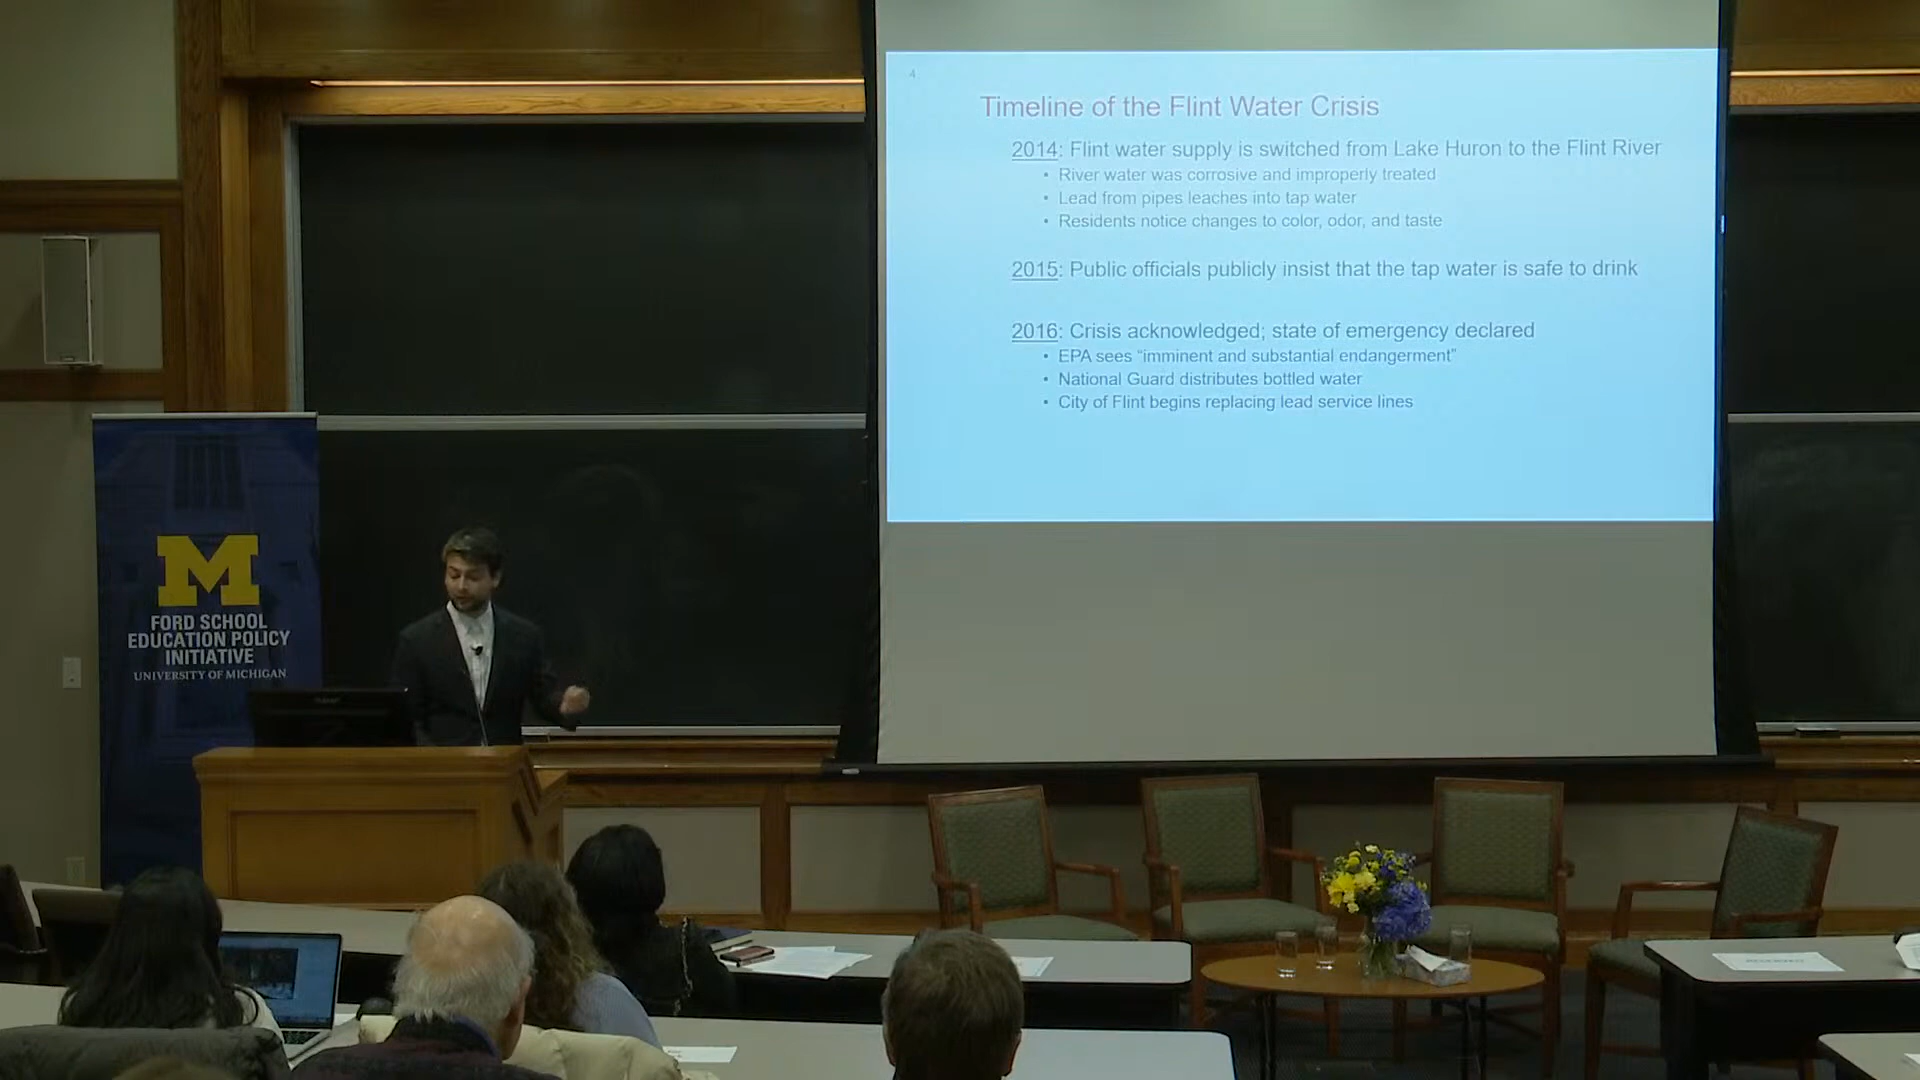 4
Timeline of the Flint Water Crisis
2014: Flint water supply is switched from Lake Huron to the Flint River
• River water was corrosive and improperly treated
• Lead from pipes leaches into tap water
• Residents notice changes to color, odor, and taste
2015: Public officials publicly insist that the tap water is safe to drink
2016: Crisis acknowledged; state of emergency declared
• EPA sees “imminent and substantial endangerment”
• National Guard distributes bottled water
• City of Flint begins replacing lead service lines
M
FORD SCHOOL
EDUCATION POLICY
INITIATIVE
UNIVERSITY OF MICHIGAN